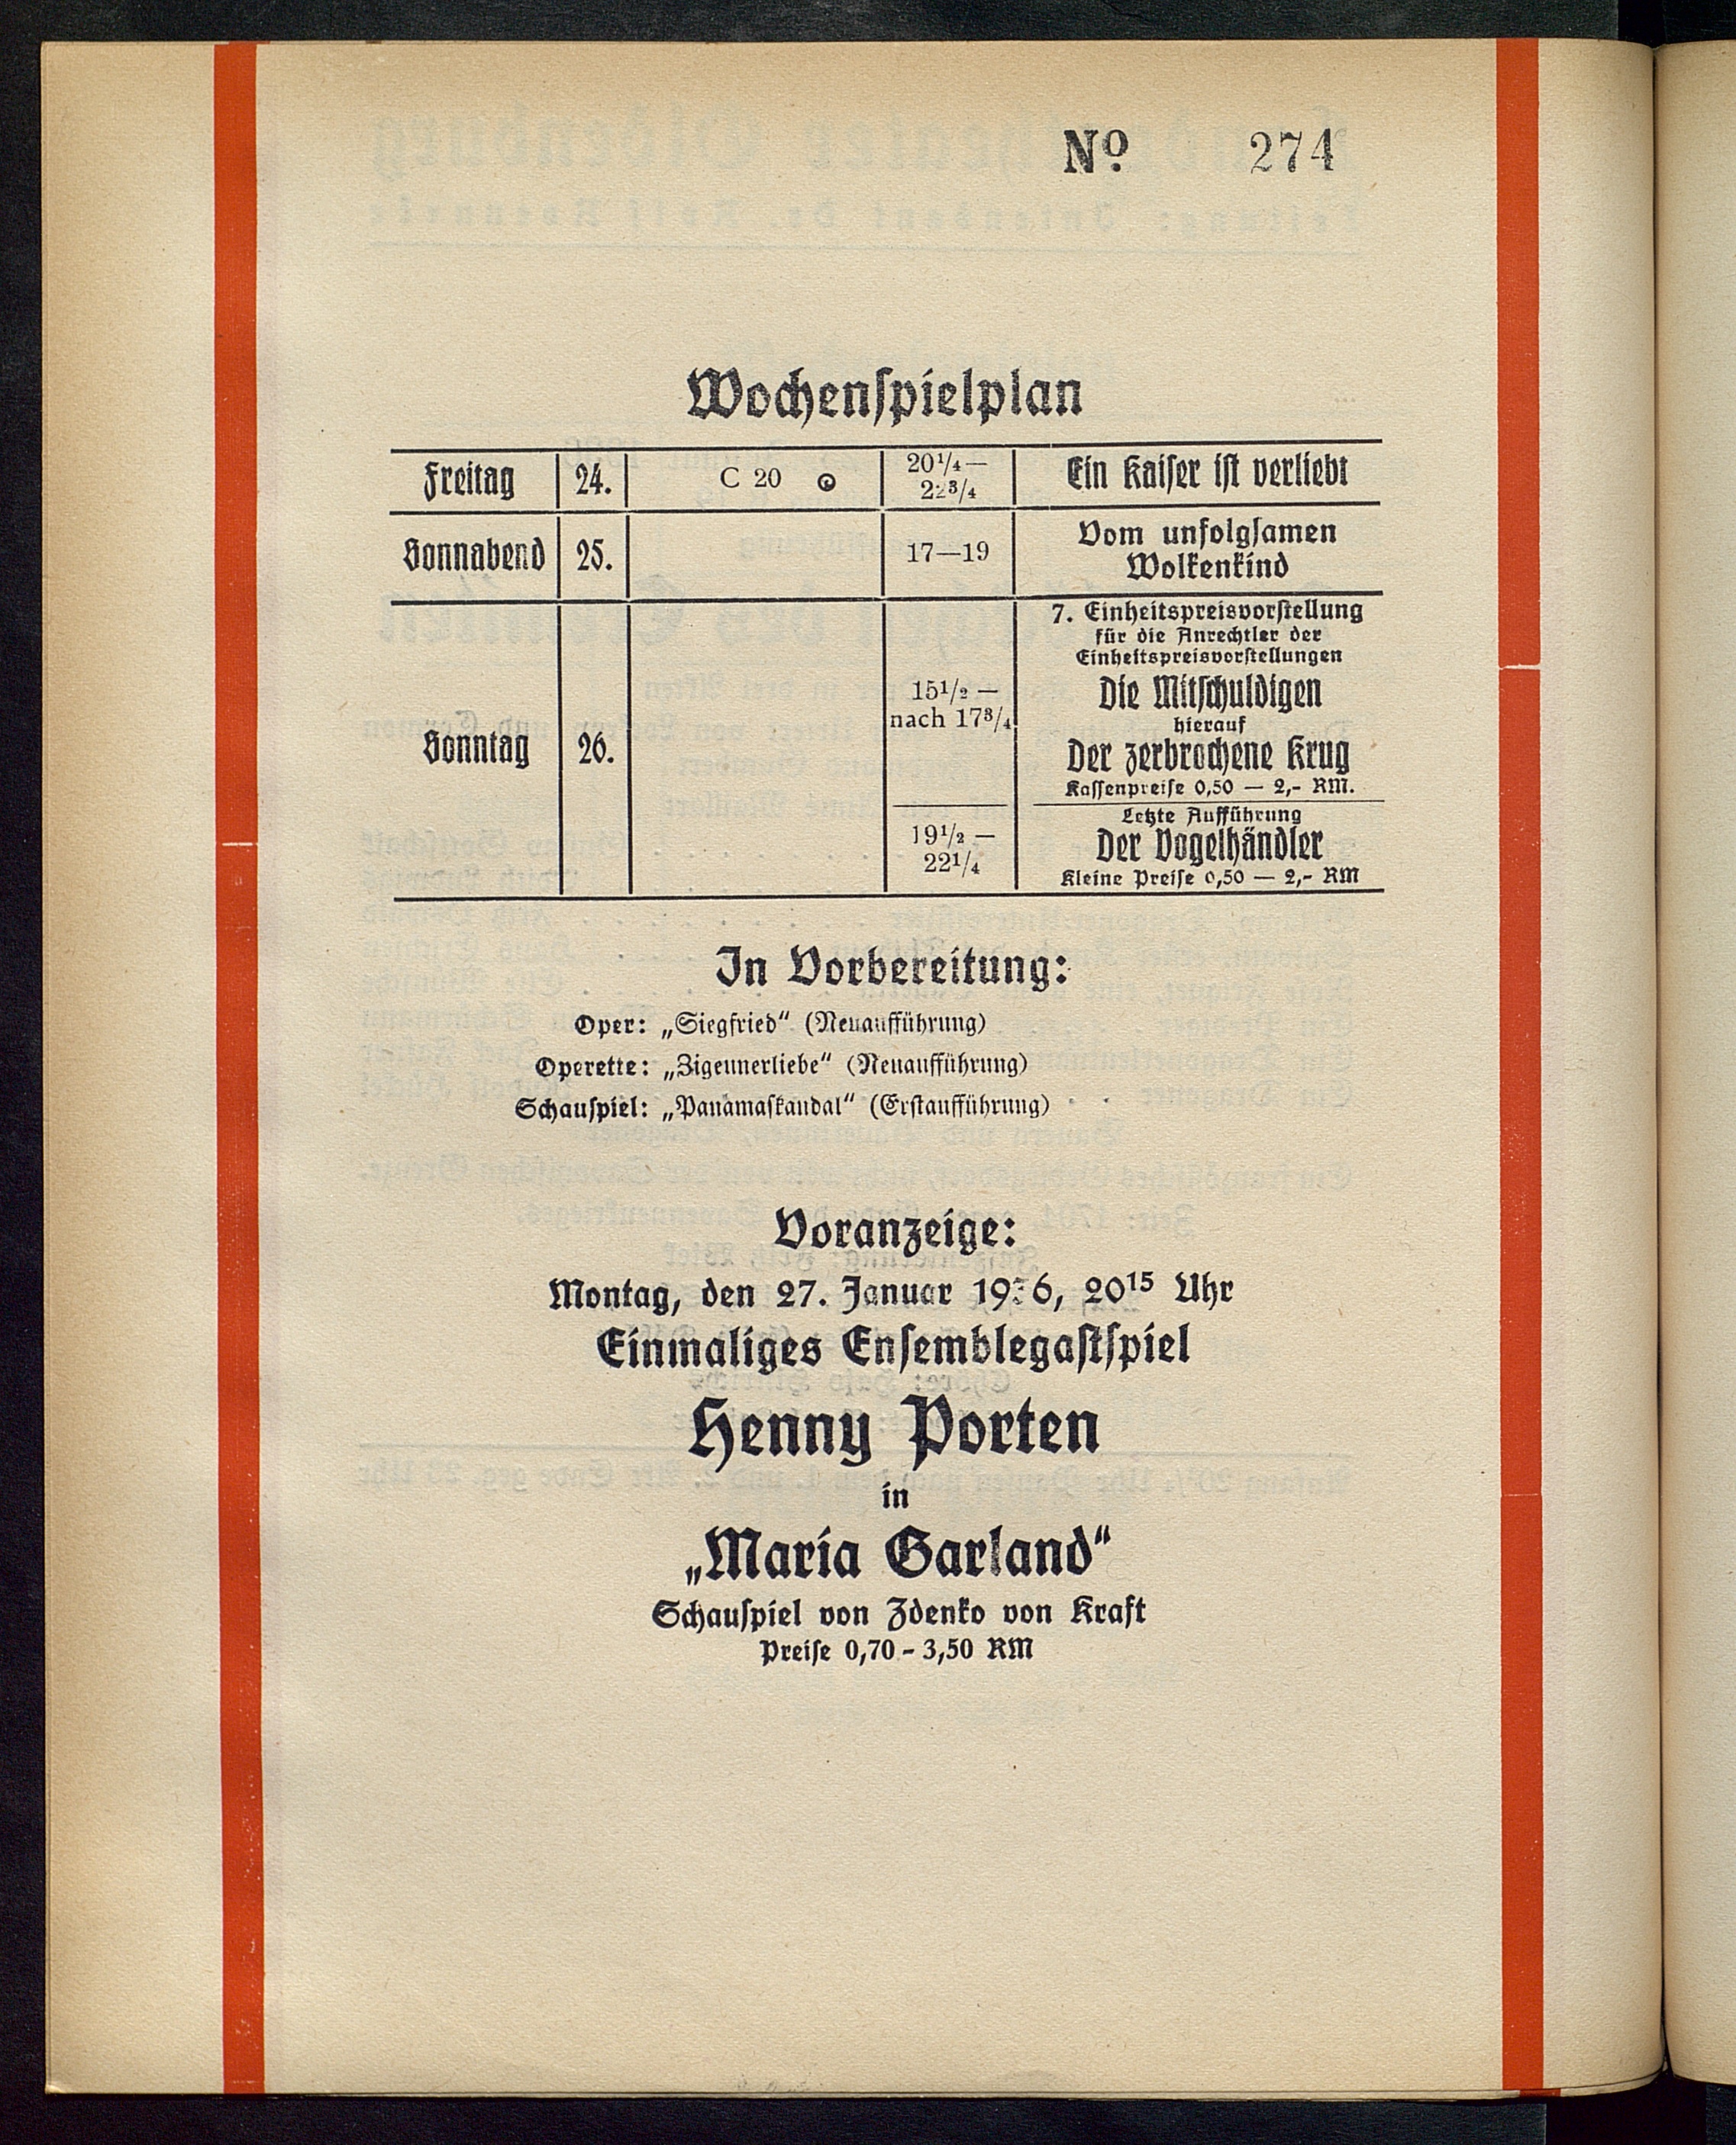 Nº 274
Wochenspielplan
Freitag 24. C 20 ⊙ 20¹/₄— 22³/₄ Ein Kaiser ist verliebt
Sonnabend 25. 17—19 Vom unfolgsamen
Wolkenkind
7. Einheitspreisvorstellung
für die Anrechtler der
Einheitspreisvorstellungen
Sonntag 26. 15¹/₂ — nach 17³/₄ Die Mitschuldigen
hierauf
Der zerbrochene Krug
Kassenpreise 0,50 — 2,- RM.
Letzte Aufführung
19¹/₂ — 22¹/₄ Der Vogelhändler
Kleine Preise 0,50 — 2,- RM
In Vorbereitung:
Oper: „Siegfried“ (Neuaufführung)
Operette: „Zigeunerliebe“ (Neuaufführung)
Schauspiel: „Panamaskandal“ (Erstaufführung)
Voranzeige:
Montag, den 27. Januar 1936, 20¹⁵ Uhr
Einmaliges Ensemblegastspiel
Henny Porten
in
„Maria Garland“
Schauspiel von Zdenko von Kraft
Preise 0,70 - 3,50 RM